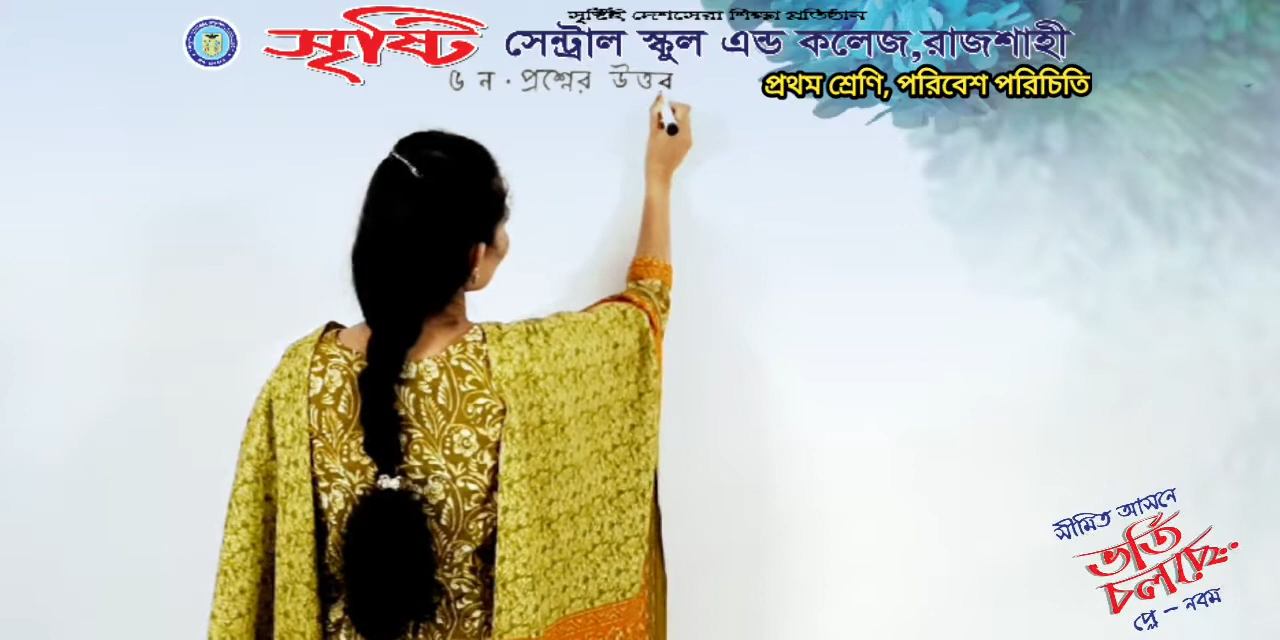 সৃষ্টিই দেশসেরা শিক্ষা প্রতিষ্ঠান
সৃষ্টি সেন্ট্রাল স্কুল এন্ড কলেজ,রাজশাহী
৬ ন. প্রশ্নের উত্তর
প্রথম শ্রেণি, পরিবেশ পরিচিতি
সীমিত আসনে
ভর্তি
চলছে.
প্লে - নবম